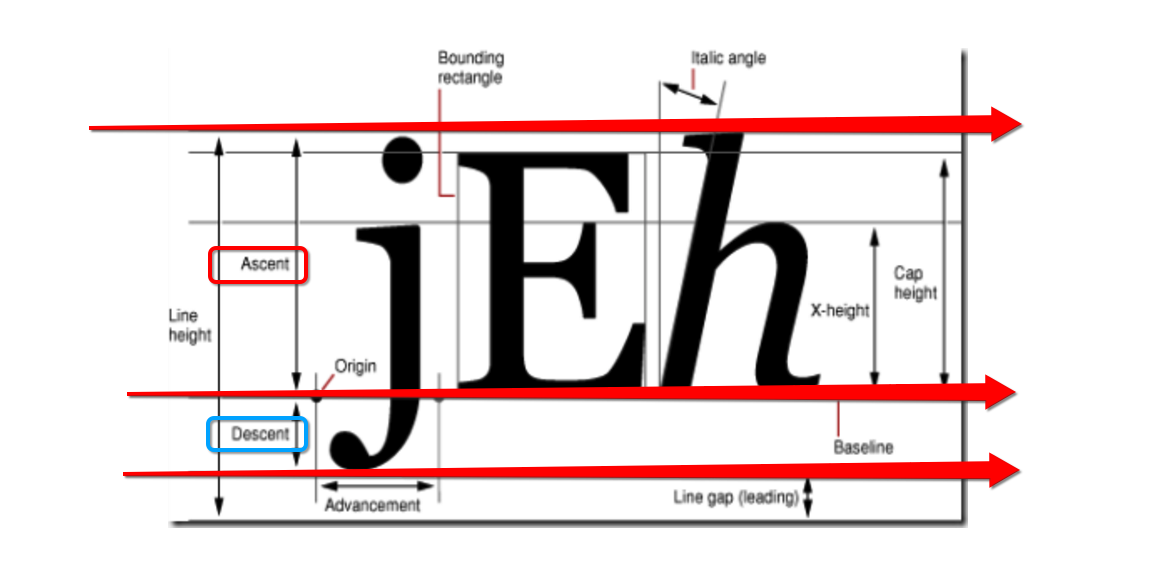 Bounding
rectangle
Italic angle
jEh
Ascent
Line
height
Cap
height
X-height
Origin
Descent
Baseline
Advancement
Line gap (leading)